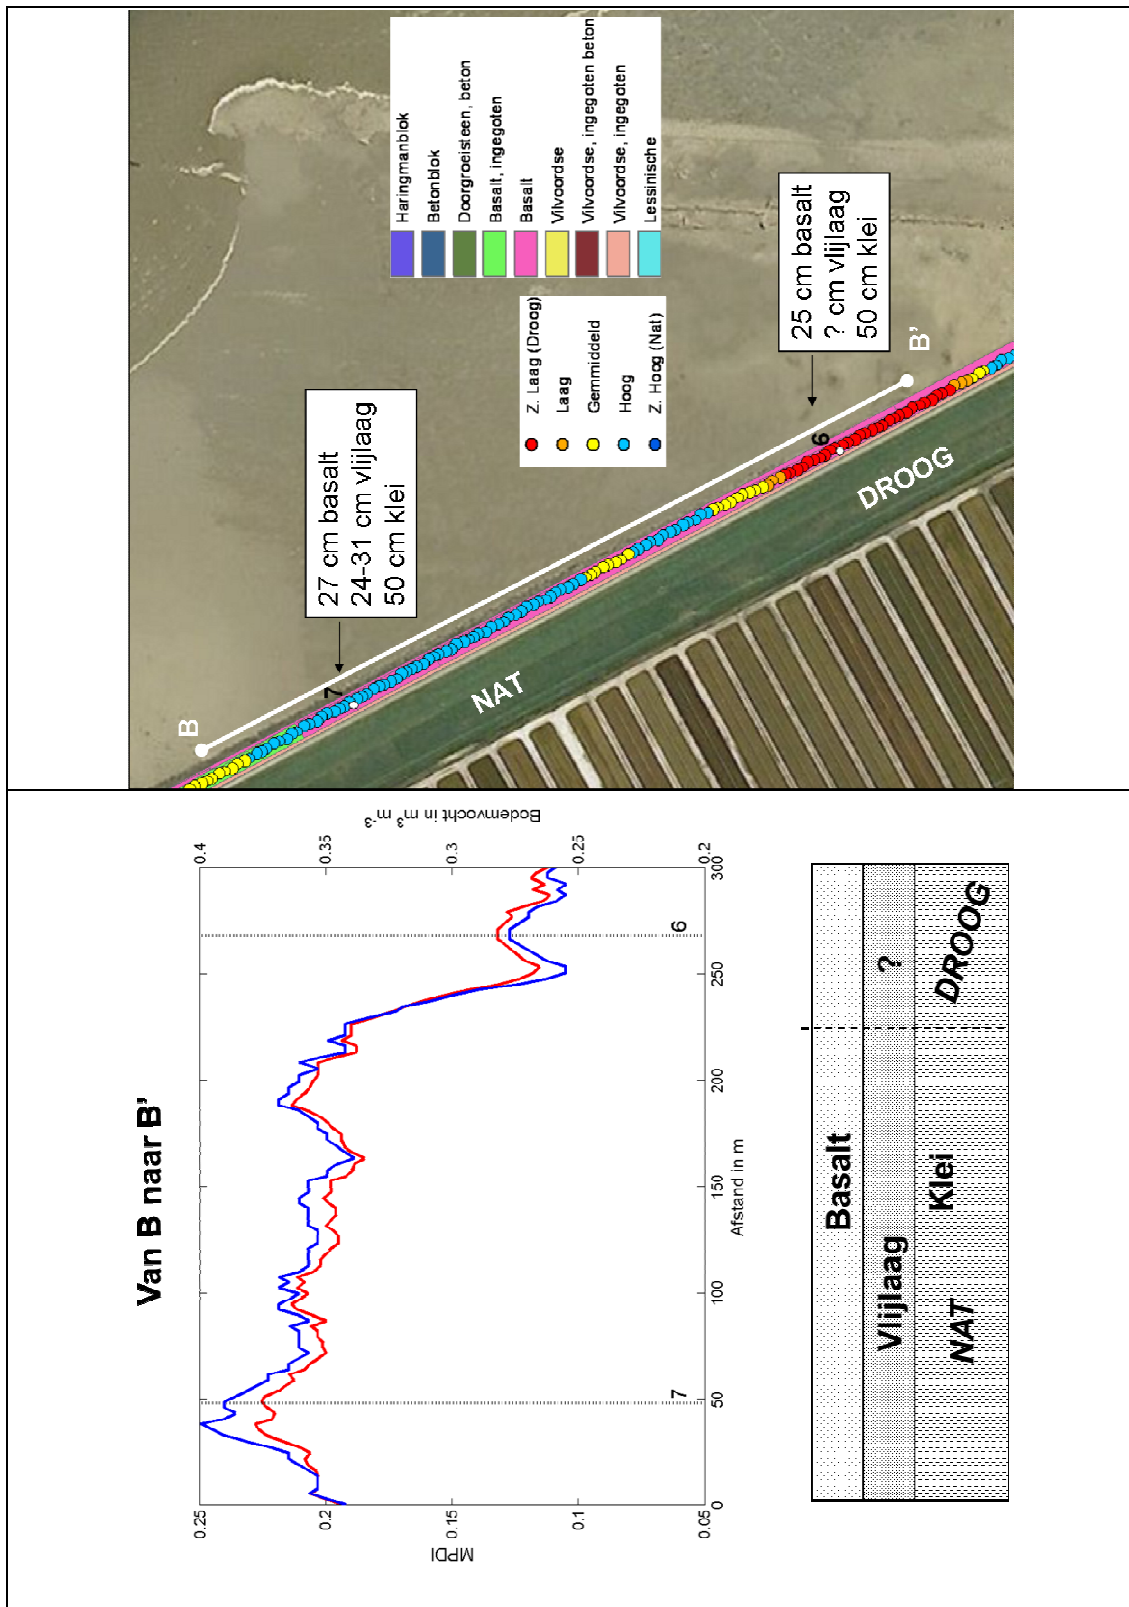 Haringmanblok
Betonblok
Doorgroeisteen, beton
Basalt, ingegoten
Basalt
Vilvoordse
Vilvoordse, ingegoten beton
Vilvoordse, ingegoten
Lessinische
Z. Laag (Droog)
Laag
Gemmiddeld
Hoog
Z. Hoog (Nat)
27 cm basalt
24-31 cm vlijlaag
50 cm klei
25 cm basalt
? cm vlijlaag
50 cm klei
B
7
6
B'
NAT
DROOG
Van B naar B'
MPDI
0.25
0.2
0.15
0.1
0.05
Bodemvocht in m³ m⁻³
0.4
0.35
0.3
0.25
0.2
0
50
100
150
200
250
300
Afstand in m
7
6
Basalt
Vlijlaag
?
Klei
NAT
DROOG